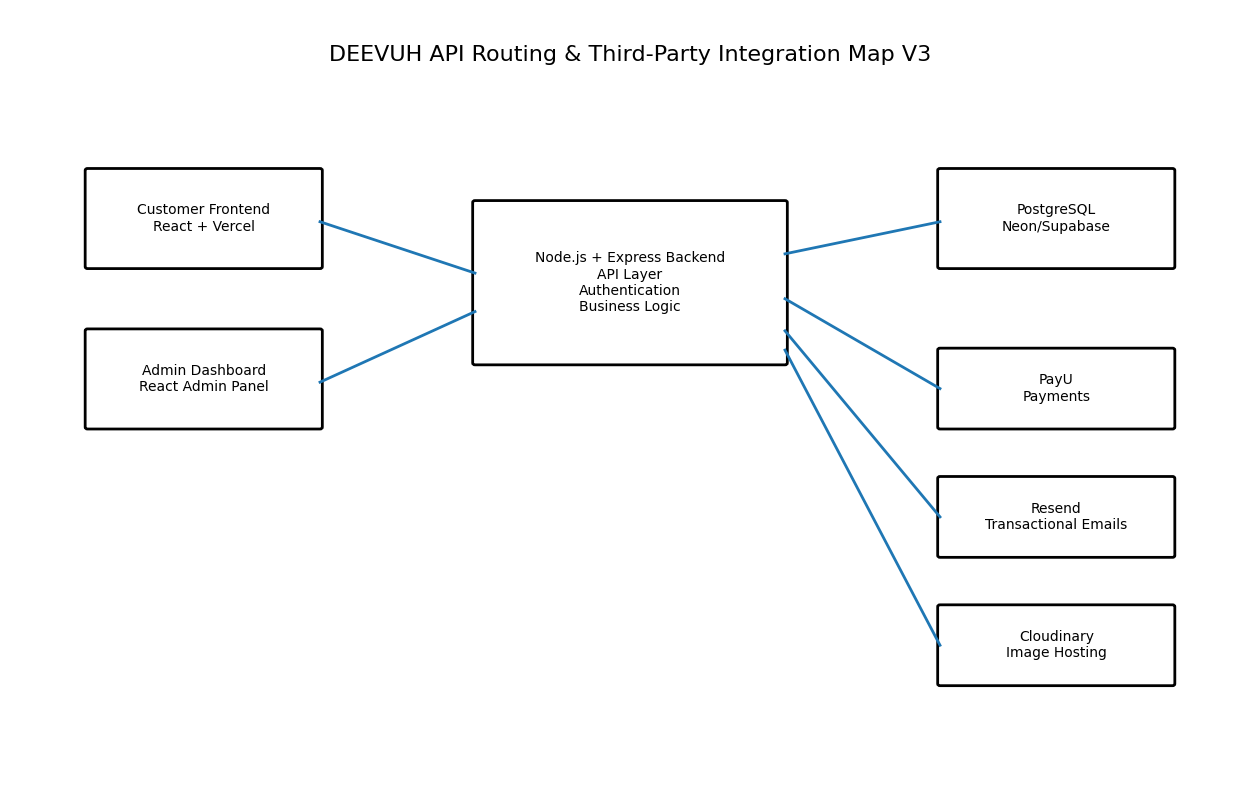 DEEVUH API Routing & Third-Party Integration Map V3
Customer Frontend
React + Vercel
Admin Dashboard
React Admin Panel
Node.js + Express Backend
API Layer
Authentication
Business Logic
PostgreSQL
Neon/Supabase
PayU
Payments
Resend
Transactional Emails
Cloudinary
Image Hosting